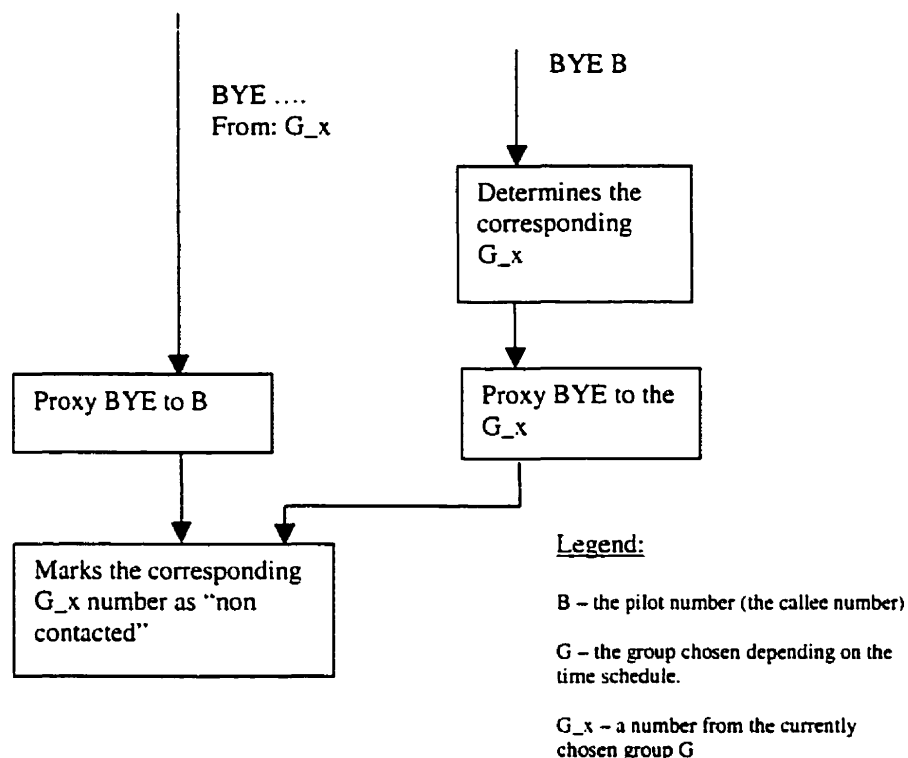 BYE ....
From: G_x
BYE B
Determines the
corresponding
G_x
Proxy BYE to B
Proxy BYE to the
G_x
Marks the corresponding
G_x number as “non
contacted”
Legend:
B – the pilot number (the callee number)
G – the group chosen depending on the
time schedule.
G_x – a number from the currently
chosen group G